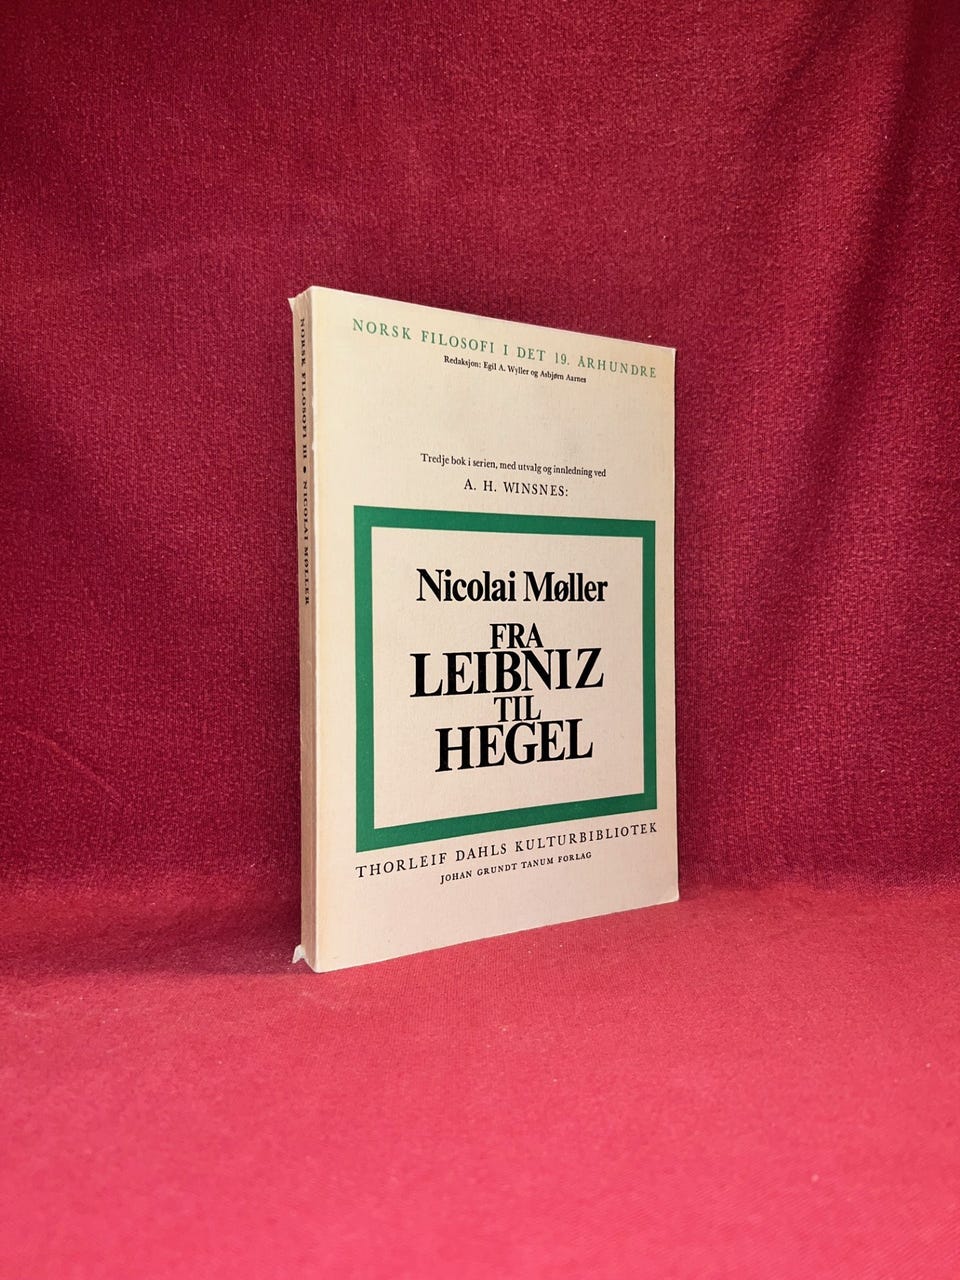 NORSK FILOSOFI I DET 19. ÅRHUNDRE
Redaksjon: Egil A. Wyller og Asbjørn Aarnes
Tredje bok i serien, med utvalg og innledning ved
A. H. WINSNES:
Nicolai Møller
FRA
LEIBNIZ
TIL
HEGEL
THORLEIF DAHLS KULTURBIBLIOTEK
JOHAN GRUNDT TANUM FORLAG
NORSK FILOSOFI III • NICOLAI MØLLER